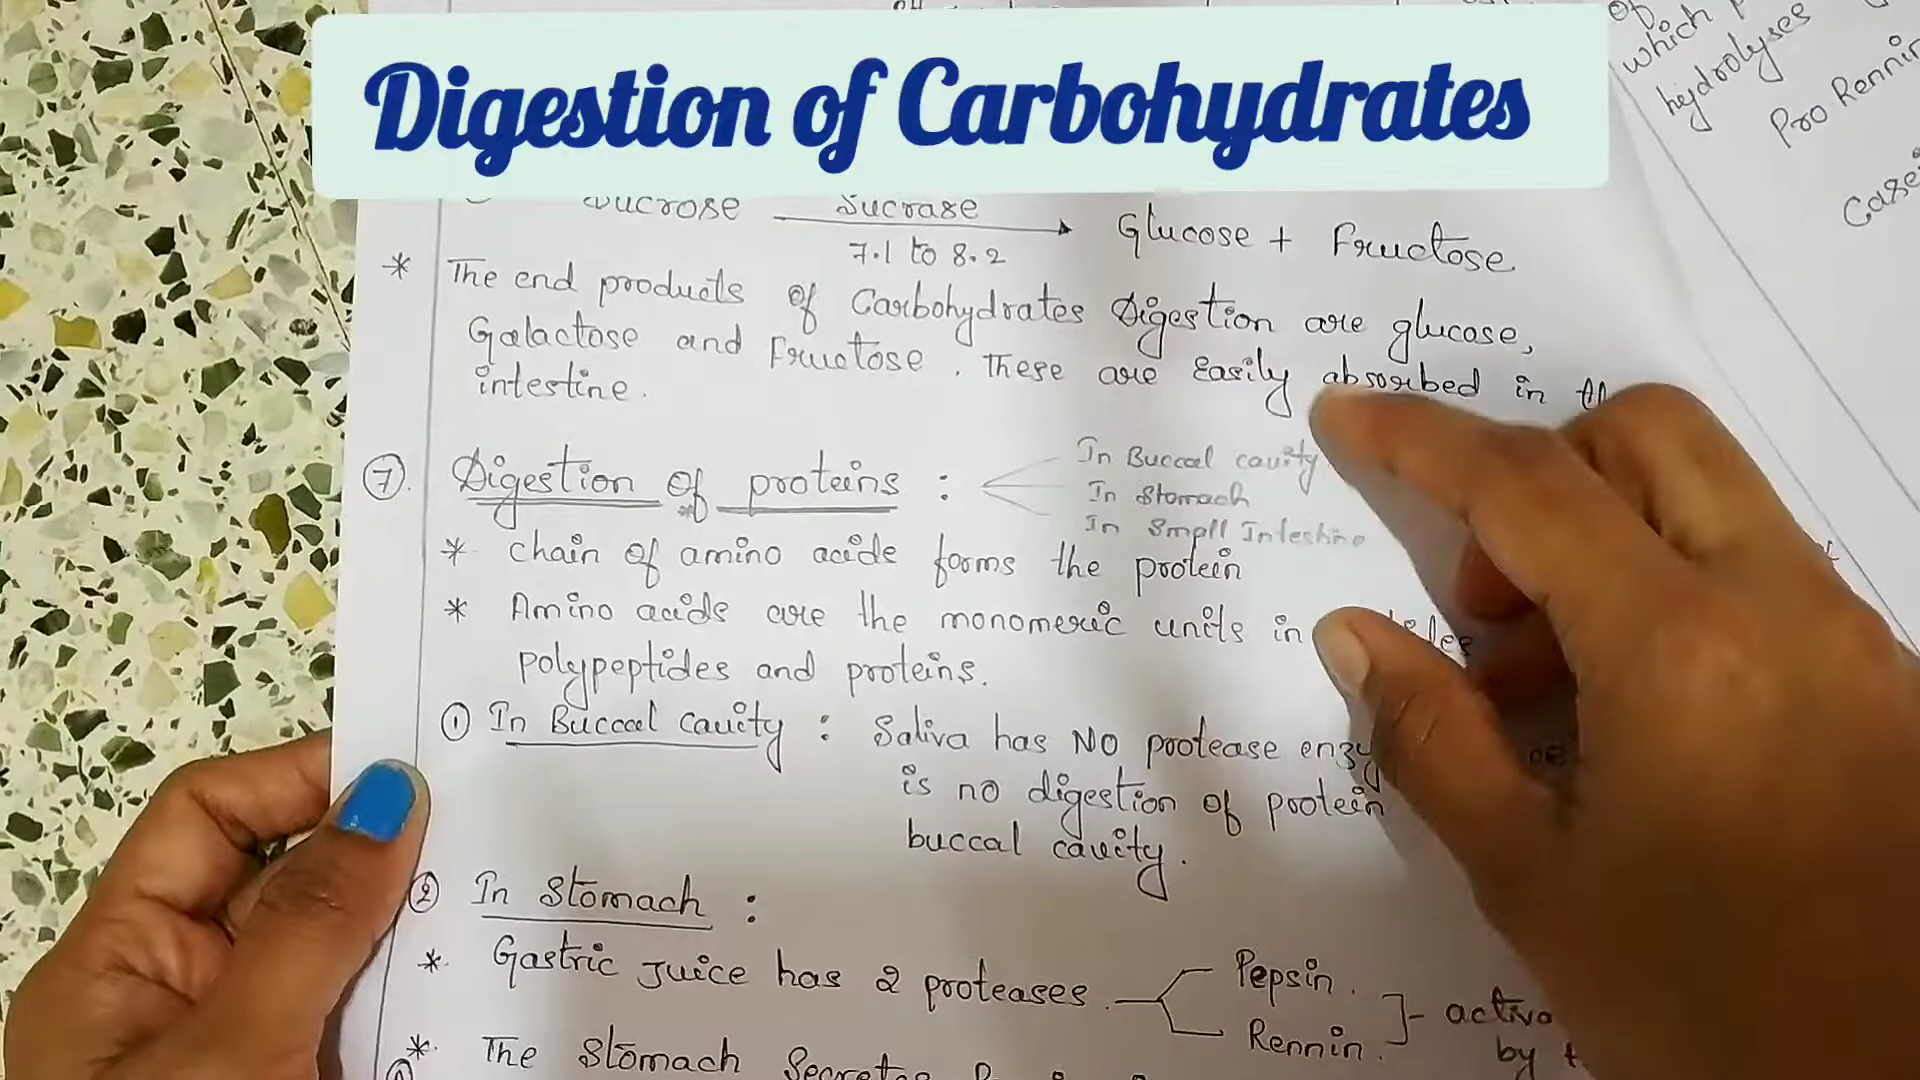 Digestion of Carbohydrates
of
which
hydrolyses
Pro Rennin
Sucrose Sucrase Glucose + Fructose
7.1 to 8.2
* The end products of Carbohydrates Digestion are glucose,
Galactose and Fructose. These are Easily absorbed in
intestine.
⑦. Digestion of proteins : In Buccal cavity
In Stomach
In Small Intestine
* chain of amino acids forms the protein
* Amino acids are the monomeric units in
polypeptides and proteins.
① In Buccal cavity : Saliva has NO protease
is no digestion of protein
buccal cavity.
② In Stomach :
* Gastric Juice has 2 proteases. Pepsin.
Rennin. ]- activa
by
* The Stomach Secretes